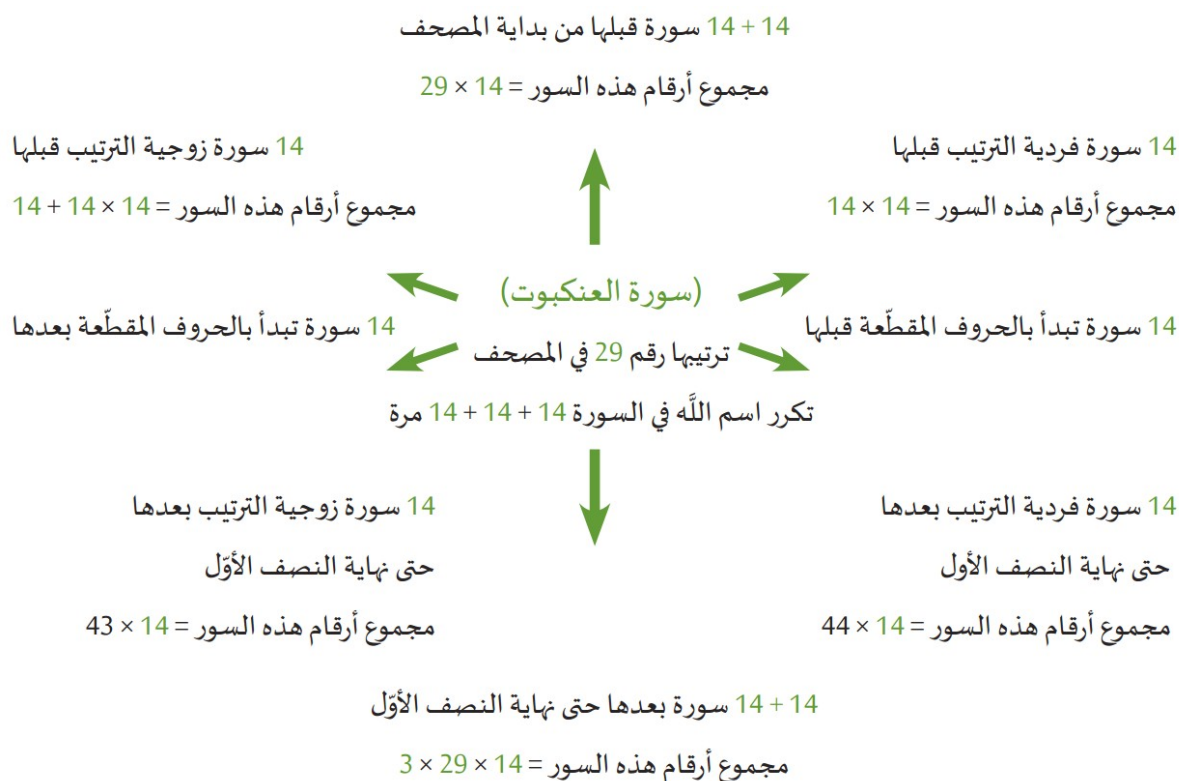 14 + 14 سورة قبلها من بداية المصحف
مجموع أرقام هذه السور = 14 × 29
14 سورة فردية الترتيب قبلها
مجموع أرقام هذه السور = 14 × 14
14 سورة زوجية الترتيب قبلها
مجموع أرقام هذه السور = 14 × 14 + 14
(سورة العنكبوت)
14 سورة تبدأ بالحروف المقطّعة قبلها
14 سورة تبدأ بالحروف المقطّعة بعدها
ترتيبها رقم 29 في المصحف
تكرر اسم اللَّه في السورة 14 + 14 + 14 مرة
14 سورة فردية الترتيب بعدها
حتى نهاية النصف الأول
مجموع أرقام هذه السور = 14 × 44
14 سورة زوجية الترتيب بعدها
حتى نهاية النصف الأوّل
مجموع أرقام هذه السور = 14 × 43
14 + 14 سورة بعدها حتى نهاية النصف الأوّل
مجموع أرقام هذه السور = 14 × 29 × 3